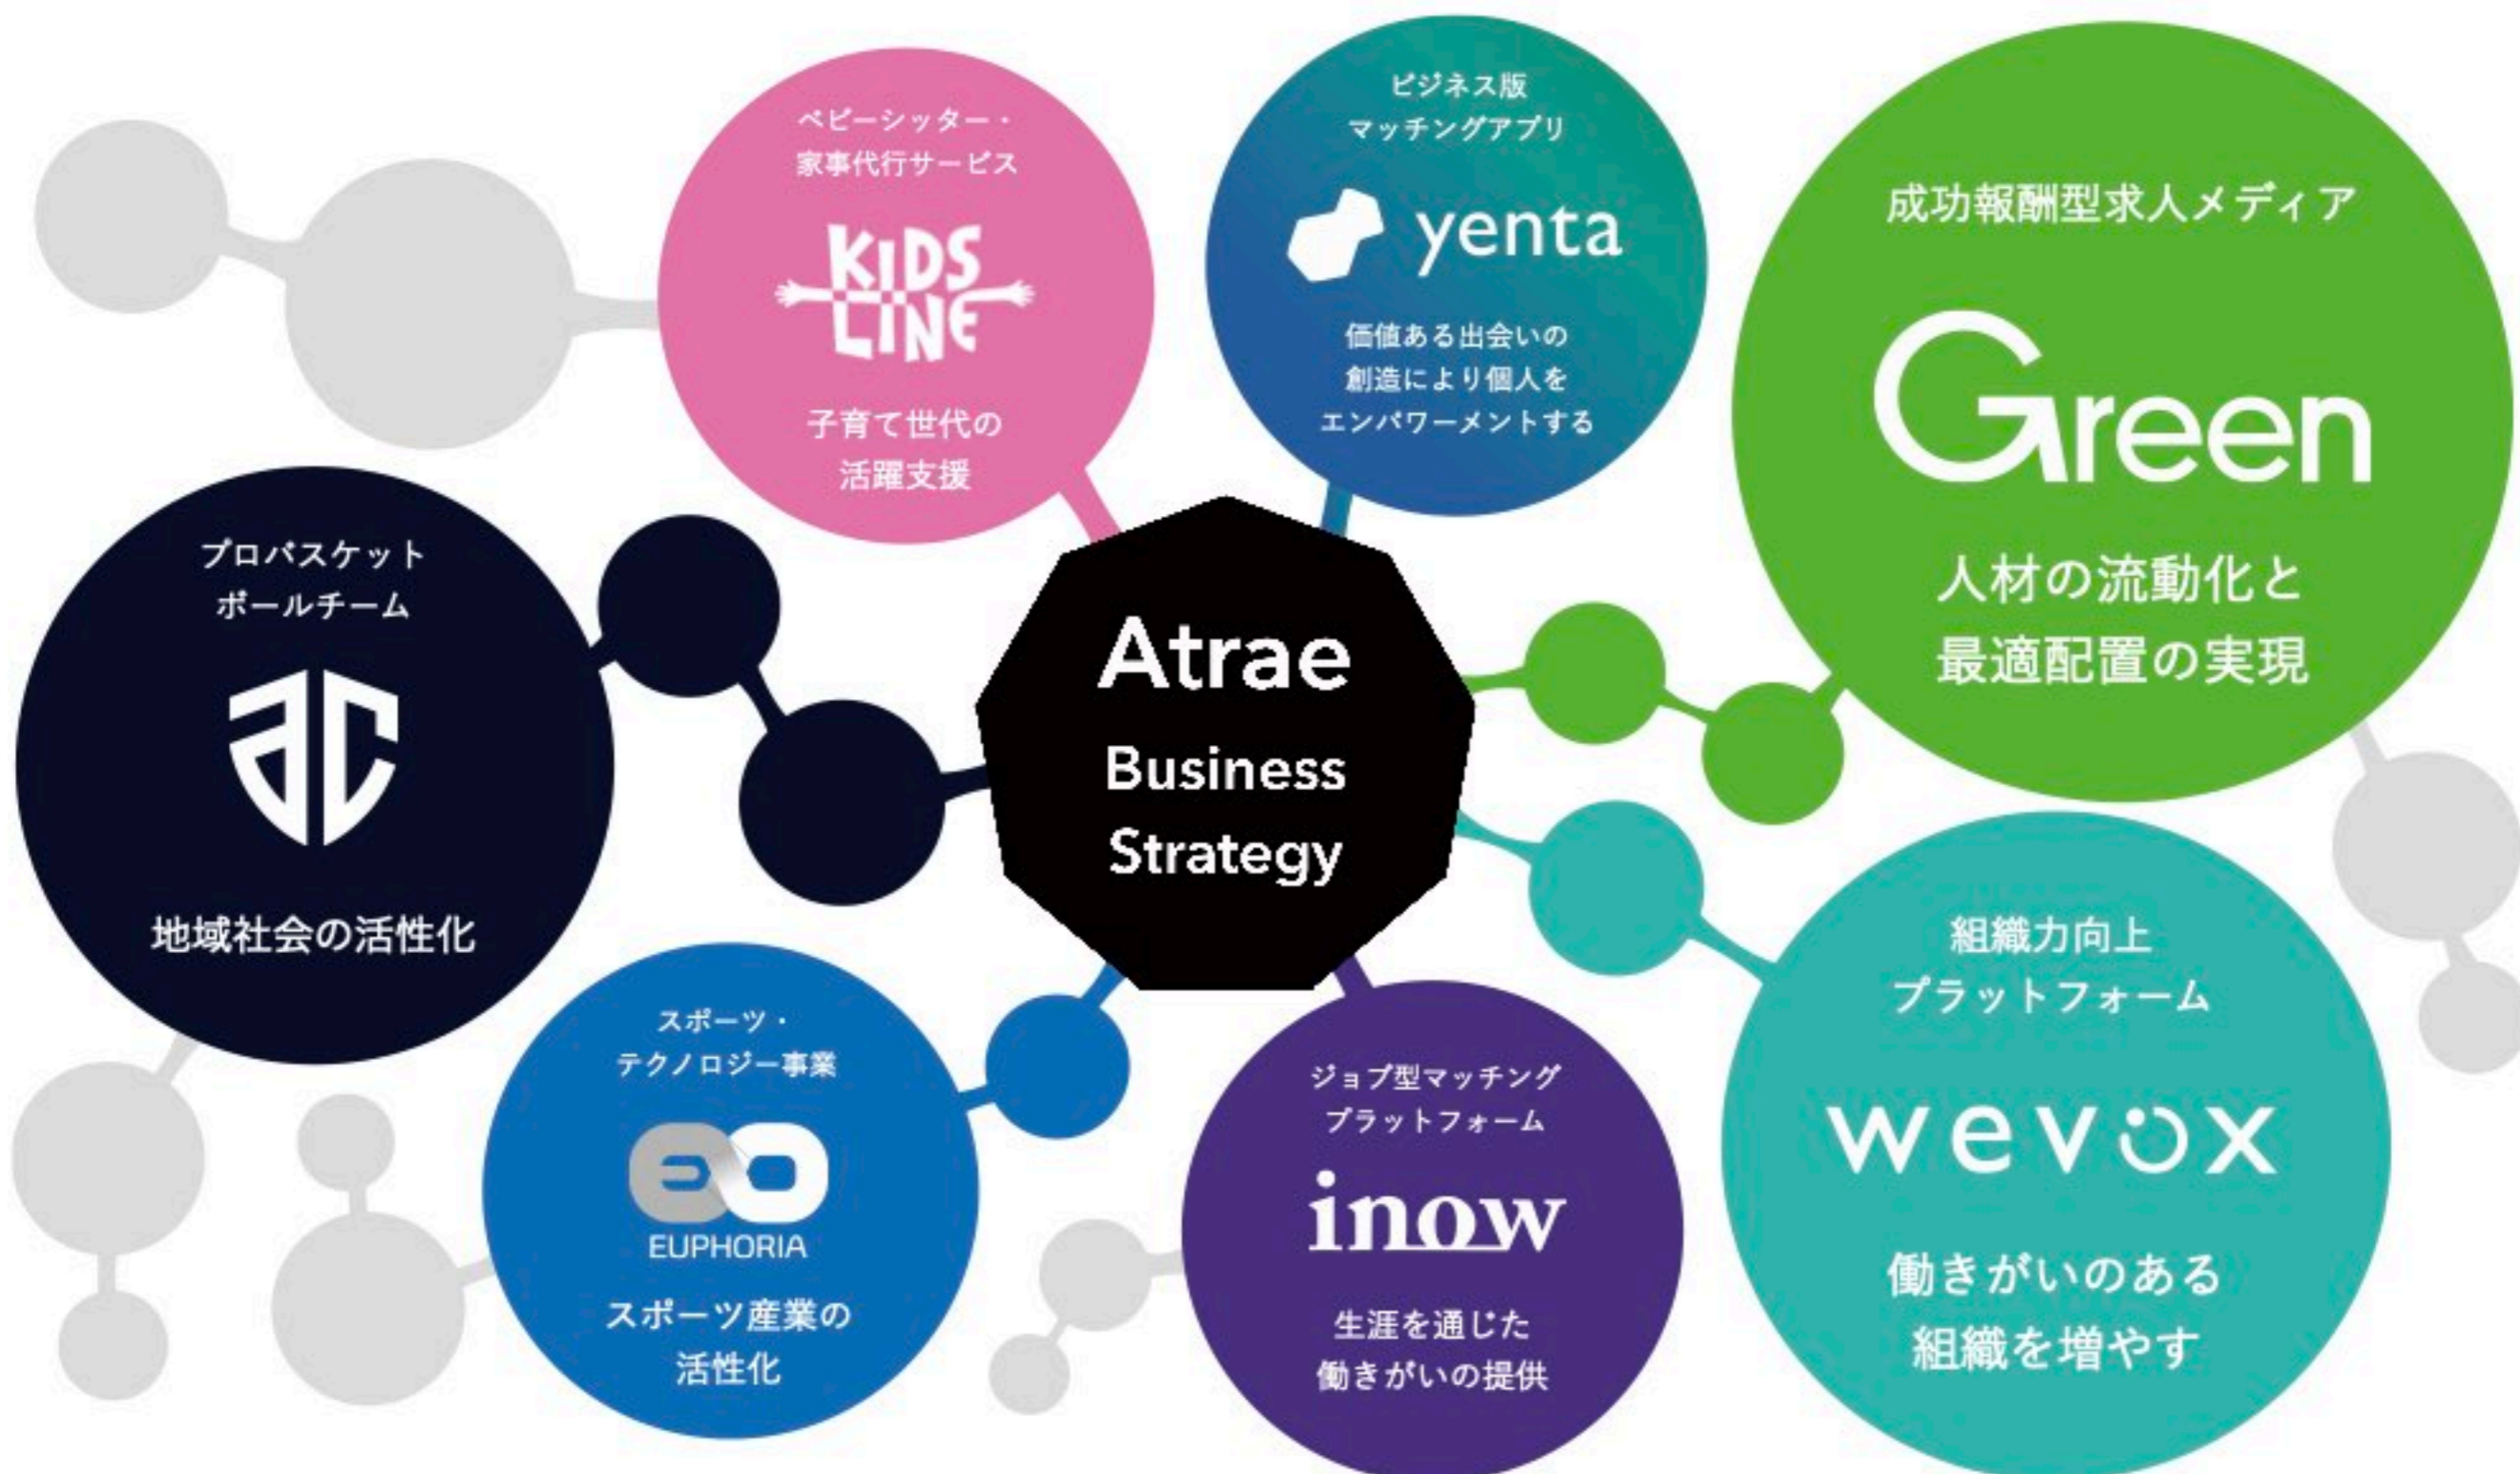 ベビーシッター・
家事代行サービス
KIDS
LINE
子育て世代の
活躍支援
ビジネス版
マッチングアプリ
yenta
価値ある出会いの
創造により個人を
エンパワーメントする
成功報酬型求人メディア
Green
人材の流動化と
最適配置の実現
プロバスケット
ボールチーム
ac
地域社会の活性化
Atrae
Business
Strategy
スポーツ・
テクノロジー事業
EUPHORIA
スポーツ産業の
活性化
ジョブ型マッチング
プラットフォーム
inow
生涯を通じた
働きがいの提供
組織力向上
プラットフォーム
wevox
働きがいのある
組織を増やす